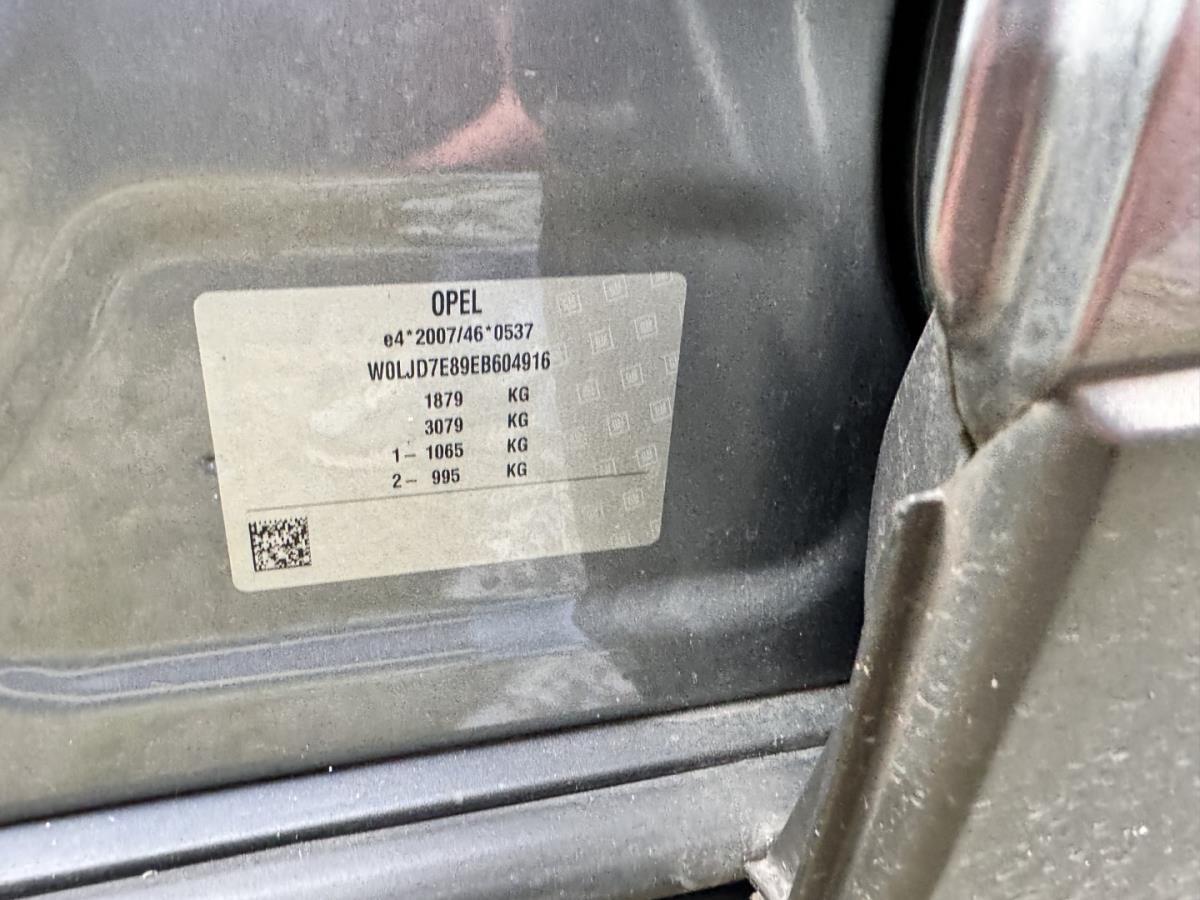 OPEL
e4*2007/46*0537
W0LJD7E89EB604916
1879 KG
3079 KG
1- 1065 KG
2- 995 KG